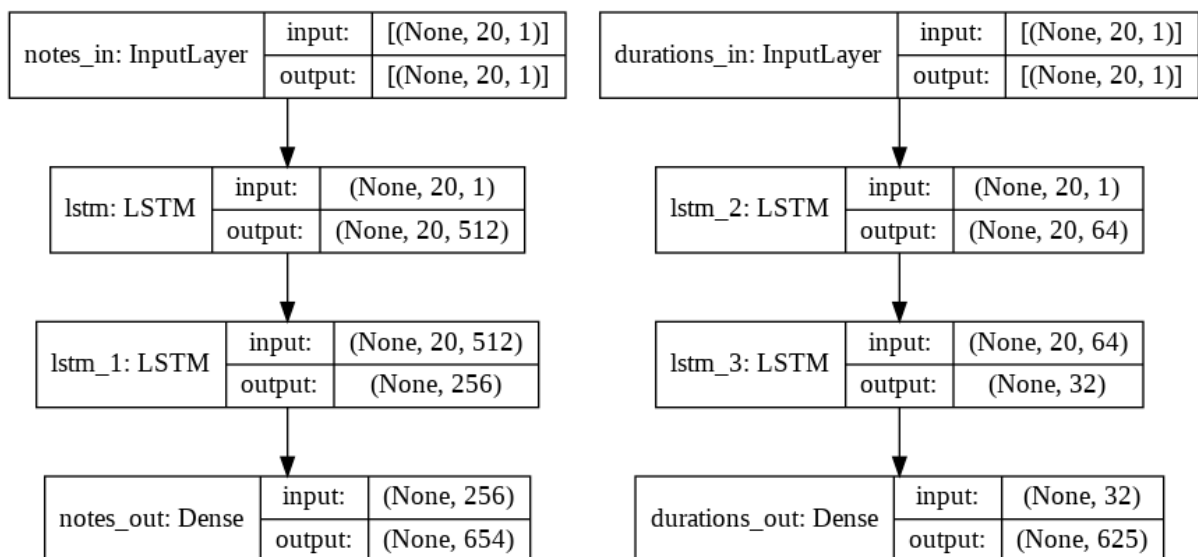 notes_in: InputLayer
input: [(None, 20, 1)]
output: [(None, 20, 1)]
lstm: LSTM
input: (None, 20, 1)
output: (None, 20, 512)
lstm_1: LSTM
input: (None, 20, 512)
output: (None, 256)
notes_out: Dense
input: (None, 256)
output: (None, 654)
durations_in: InputLayer
input: [(None, 20, 1)]
output: [(None, 20, 1)]
lstm_2: LSTM
input: (None, 20, 1)
output: (None, 20, 64)
lstm_3: LSTM
input: (None, 20, 64)
output: (None, 32)
durations_out: Dense
input: (None, 32)
output: (None, 625)